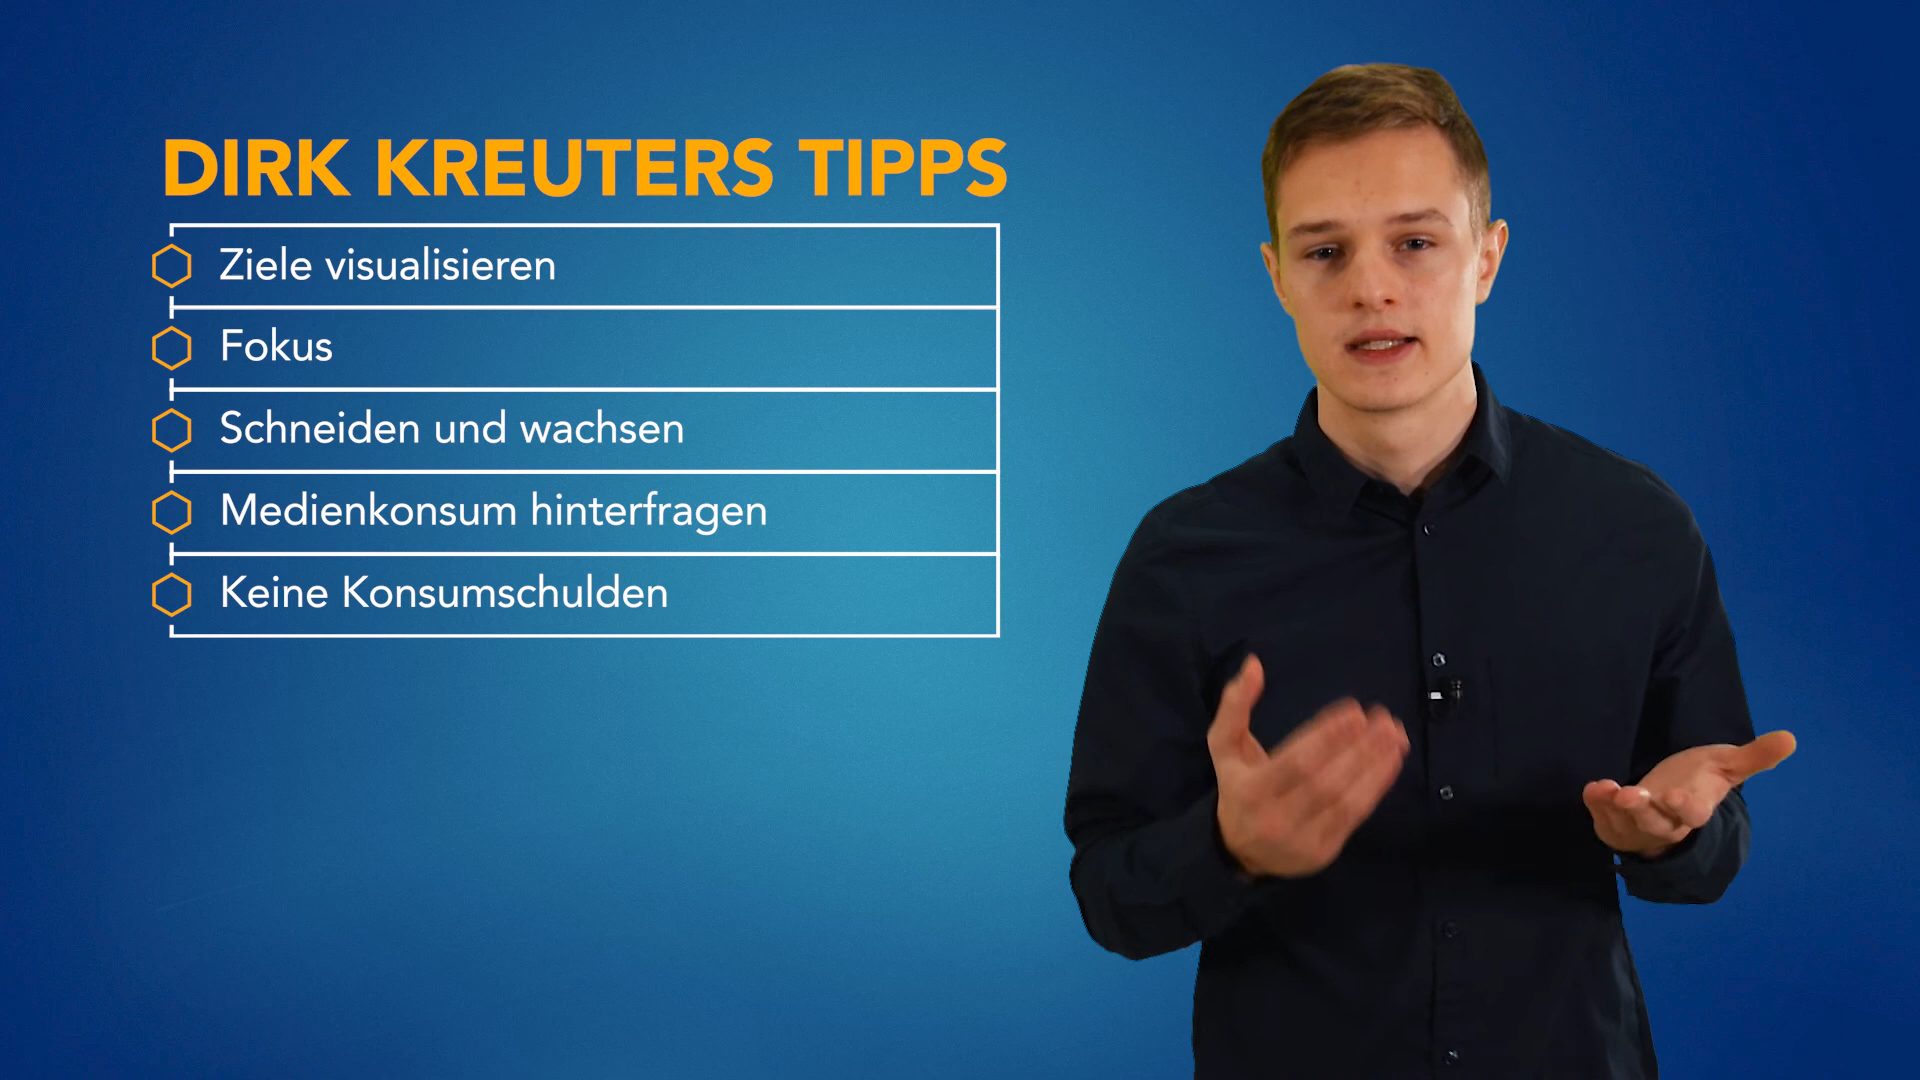 DIRK KREUTERS TIPPS
Ziele visualisieren
Fokus
Schneiden und wachsen
Medienkonsum hinterfragen
Keine Konsumschulden